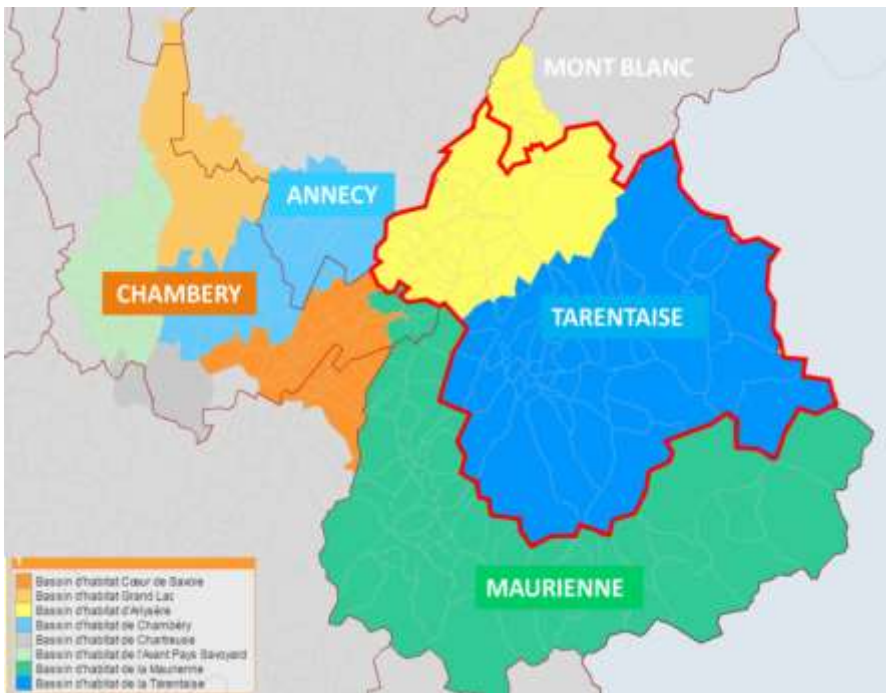 MONT BLANC
ANNECY
CHAMBERY
TARENTAISE
MAURIENNE
Bassin d'habitat Cœur de Savoie
Bassin d'habitat Grand Lac
Bassin d'habitat d'Arlysère
Bassin d'habitat de Chambéry
Bassin d'habitat de Chartreuse
Bassin d'habitat de l'Avant Pays Savoyard
Bassin d'habitat de la Maurienne
Bassin d'habitat de la Tarentaise